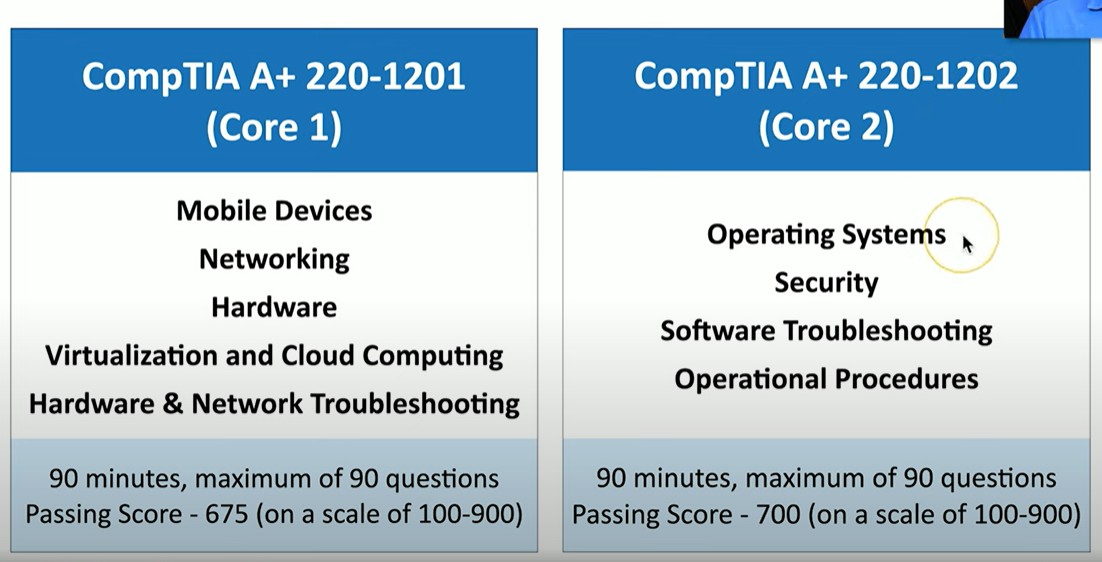 CompTIA A+ 220-1201
(Core 1)
Mobile Devices
Networking
Hardware
Virtualization and Cloud Computing
Hardware & Network Troubleshooting
90 minutes, maximum of 90 questions
Passing Score - 675 (on a scale of 100-900)
CompTIA A+ 220-1202
(Core 2)
Operating Systems
Security
Software Troubleshooting
Operational Procedures
90 minutes, maximum of 90 questions
Passing Score - 700 (on a scale of 100-900)